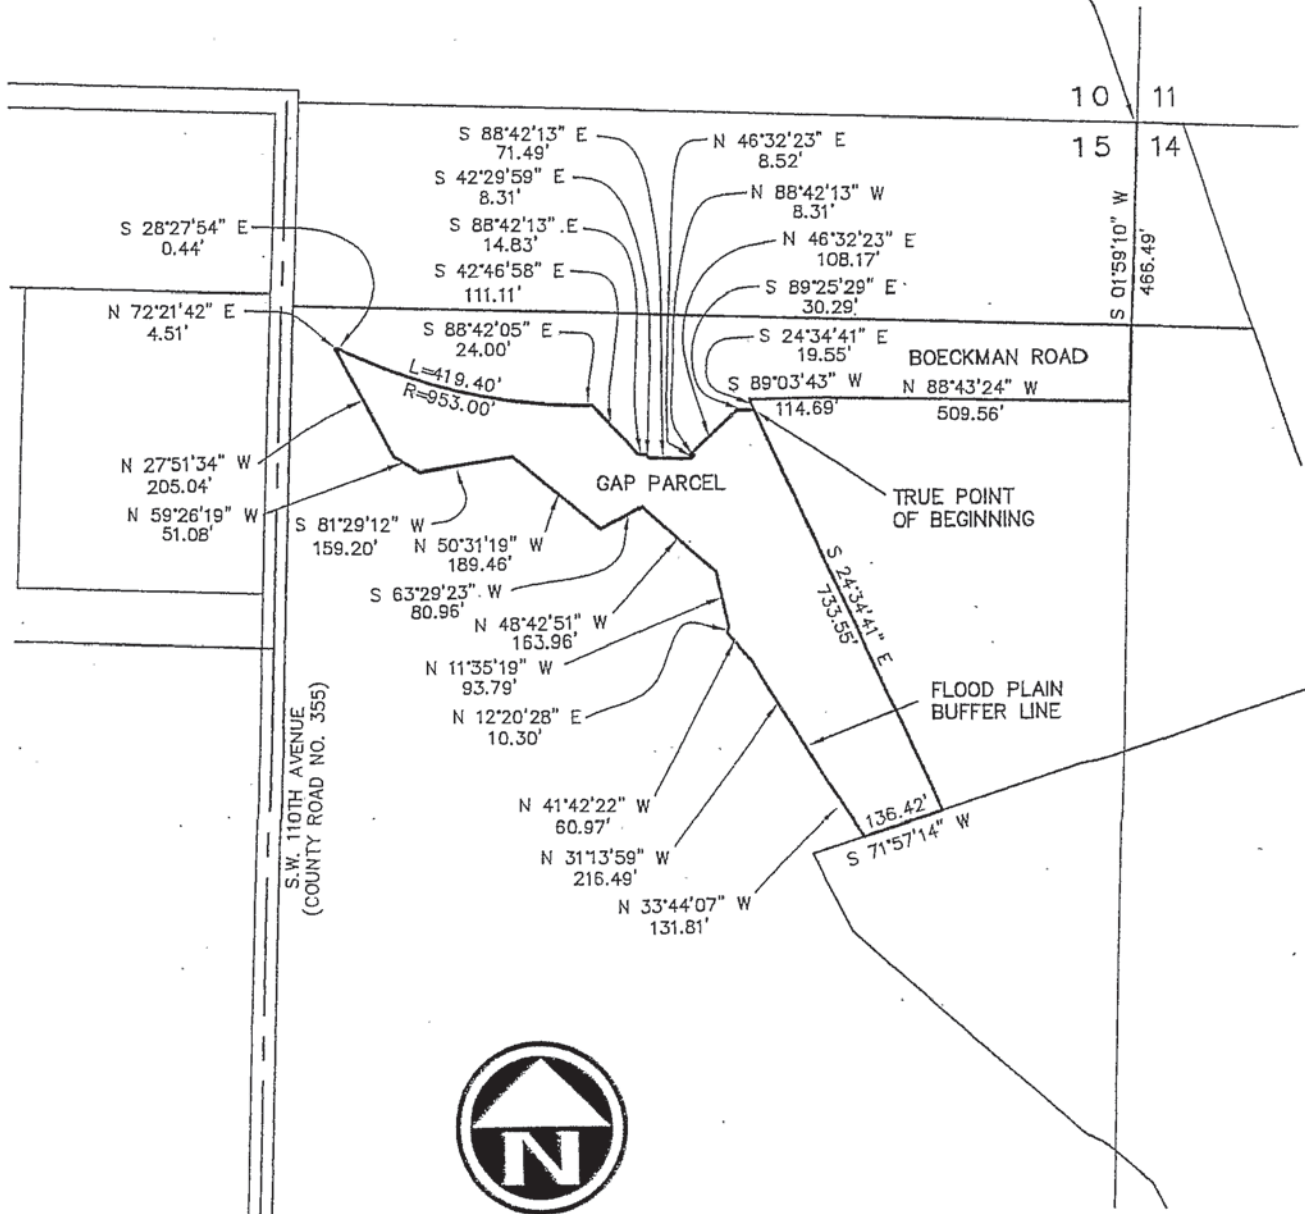 10 11
15 14
S 01°59'10" W
466.49'
S 88°42'13" E
71.49'
S 42°29'59" E
8.31'
S 88°42'13" E
14.83'
S 42°46'58" E
111.11'
S 88°42'05" E
24.00'
N 46°32'23" E
8.52'
N 88°42'13" W
8.31'
N 46°32'23" E
108.17'
S 89°25'29" E
30.29'
S 24°34'41" E
19.55'
S 89°03'43" W
114.69'
BOECKMAN ROAD
N 88°43'24" W
509.56'
S 28°27'54" E
0.44'
N 72°21'42" E
4.51'
L=419.40'
R=953.00'
N 27°51'34" W
205.04'
N 59°26'19" W
51.08'
S 81°29'12" W
159.20'
N 50°31'19" W
189.46'
GAP PARCEL
TRUE POINT
OF BEGINNING
S 63°29'23" W
80.96'
N 48°42'51" W
163.96'
N 11°35'19" W
93.79'
N 12°20'28" E
10.30'
S 24°34'41" E
733.55'
FLOOD PLAIN
BUFFER LINE
N 41°42'22" W
60.97'
N 31°13'59" W
216.49'
N 33°44'07" W
131.81'
136.42'
S 71°57'14" W
S.W. 110TH AVENUE
(COUNTY ROAD NO. 355)
N